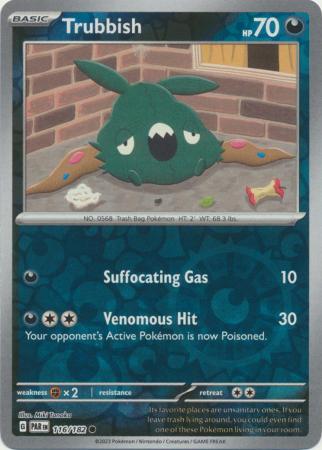 BASIC
Trubbish
HP 70
NO. 0568 Trash Bag Pokémon HT: 2' WT: 68.3 lbs.
Suffocating Gas 10
Venomous Hit 30
Your opponent's Active Pokémon is now Poisoned.
weakness × 2 resistance retreat
Illus. Miki Tanaka
G PAR EN 116/182
Its favorite places are unsanitary ones. If you
leave trash lying around, you could even find
one of these Pokémon living in your room.
©2023 Pokémon / Nintendo / Creatures / GAME FREAK